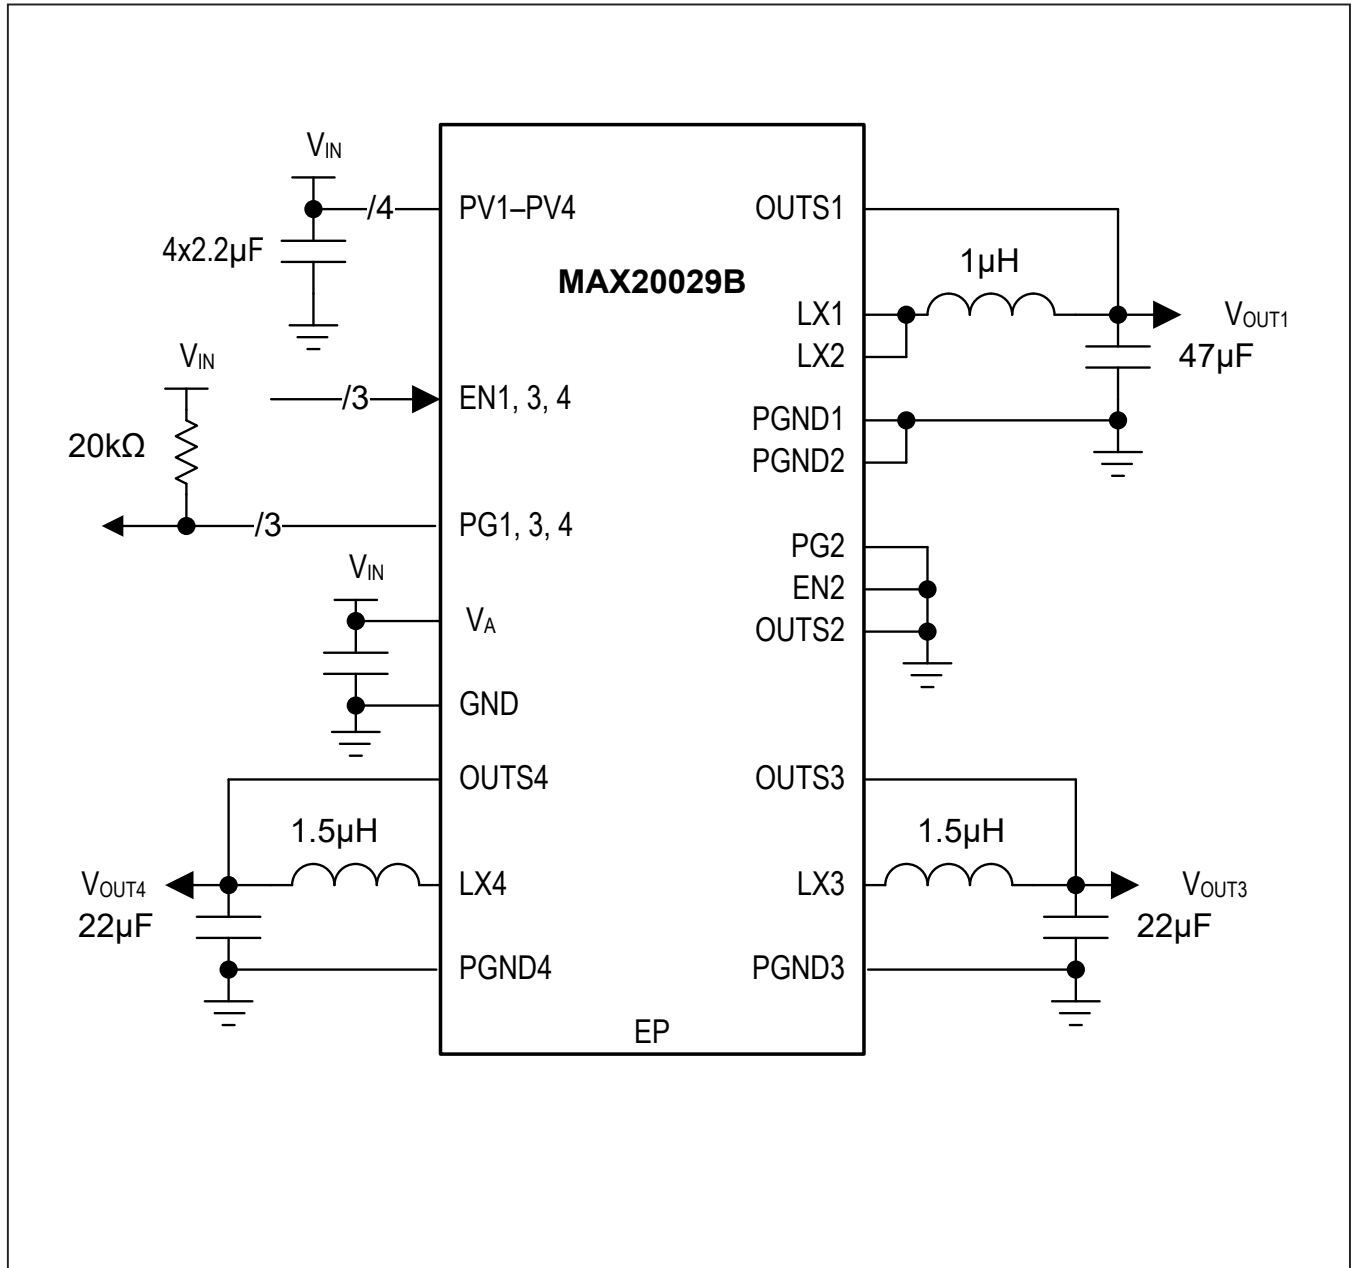 VIN
/4
PV1–PV4
4x2.2µF
VIN
20kΩ
/3
EN1, 3, 4
/3
PG1, 3, 4
VIN
VA
GND
OUTS4
1.5µH
VOUT4
LX4
22µF
PGND4
MAX20029B
EP
OUTS1
1µH
LX1
VOUT1
LX2
47µF
PGND1
PGND2
PG2
EN2
OUTS2
OUTS3
1.5µH
LX3
VOUT3
22µF
PGND3